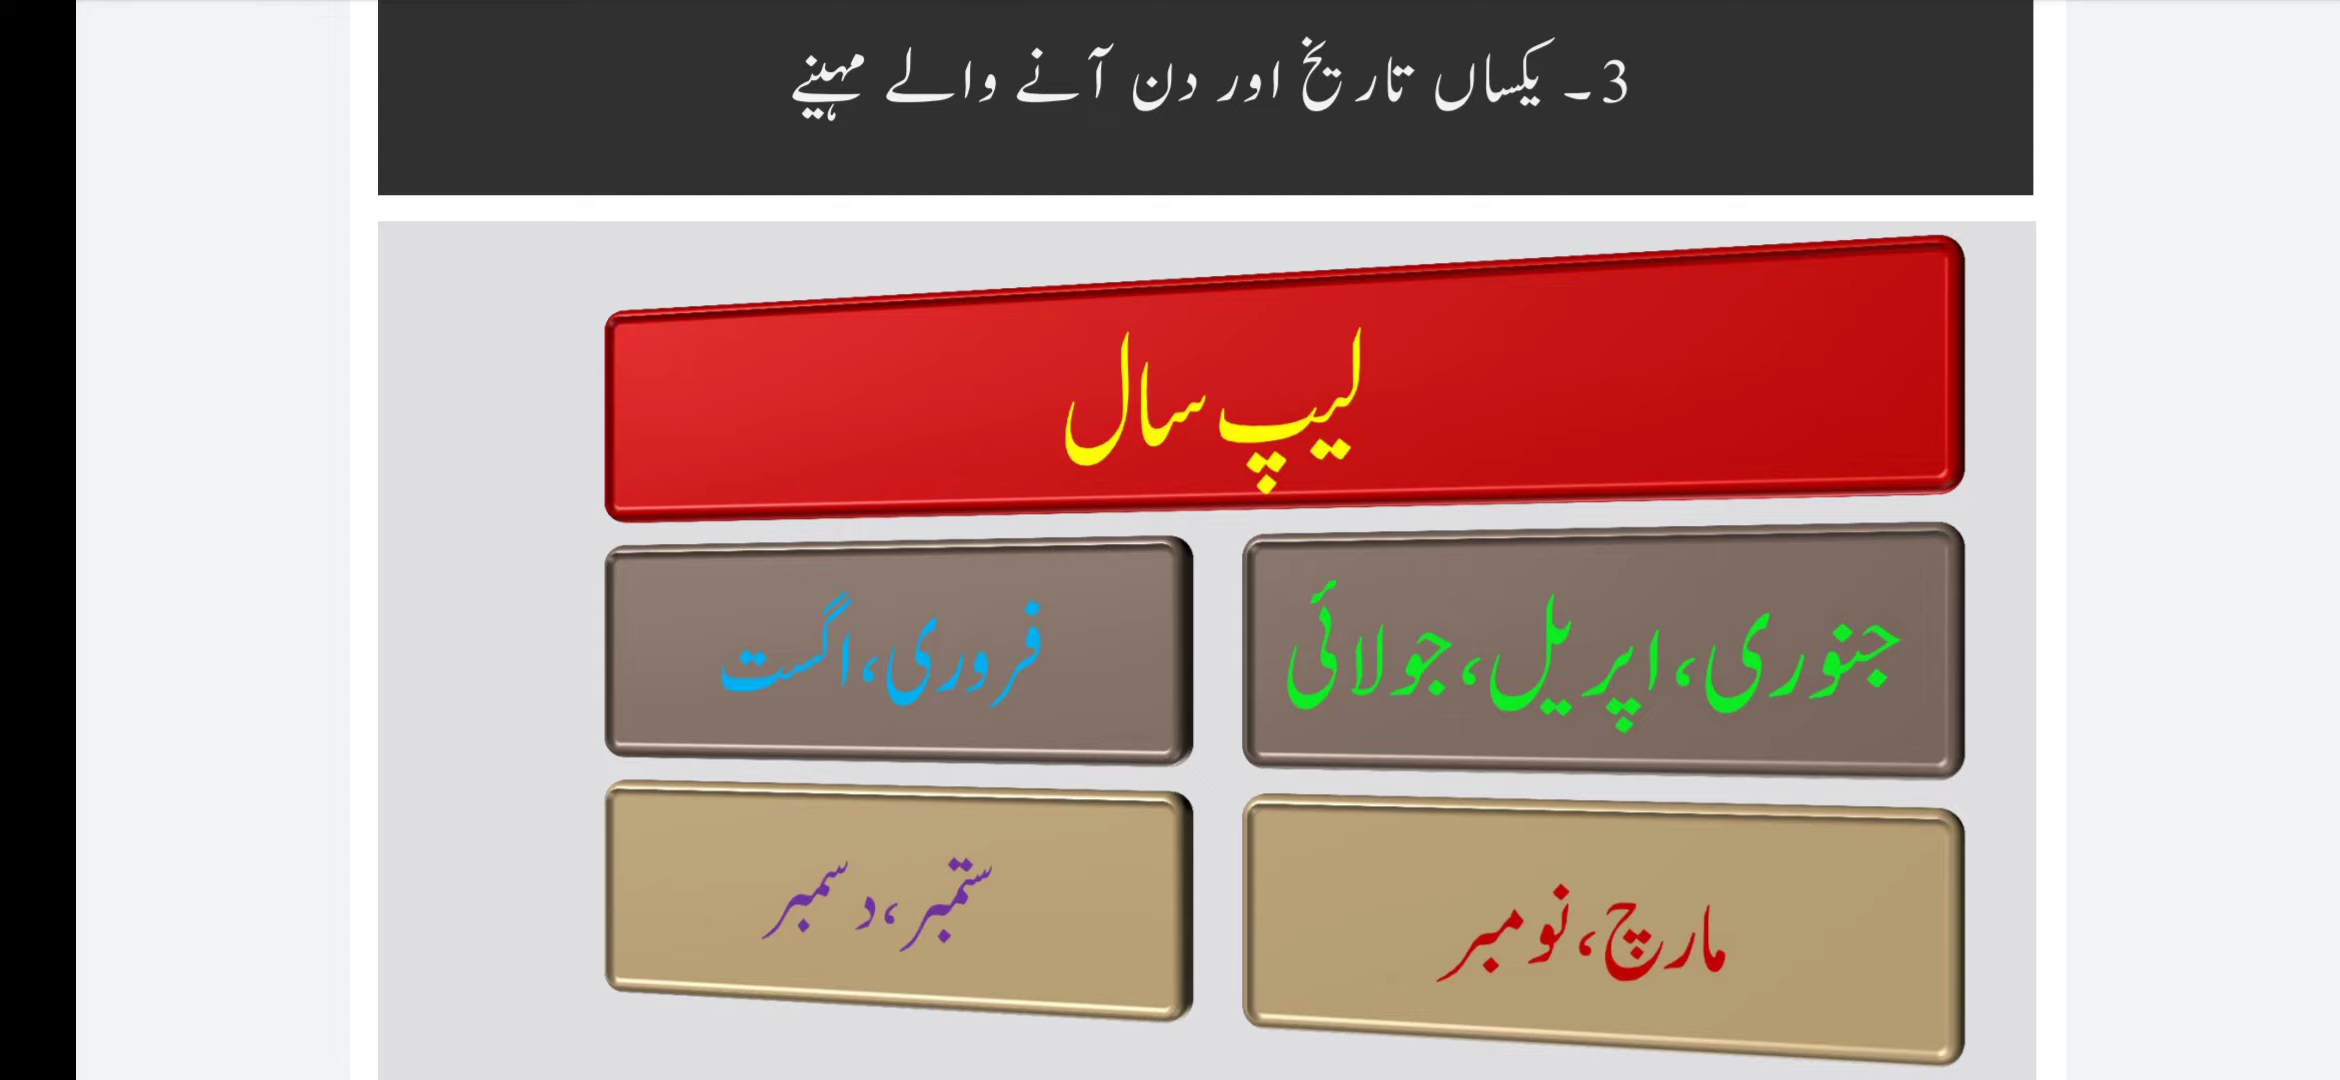 3۔ یکساں تاریخ اور دن آنے والے مہینے
لیپ سال
جنوری، اپریل، جولائی
فروری، اگست
مارچ، نومبر
ستمبر، دسمبر